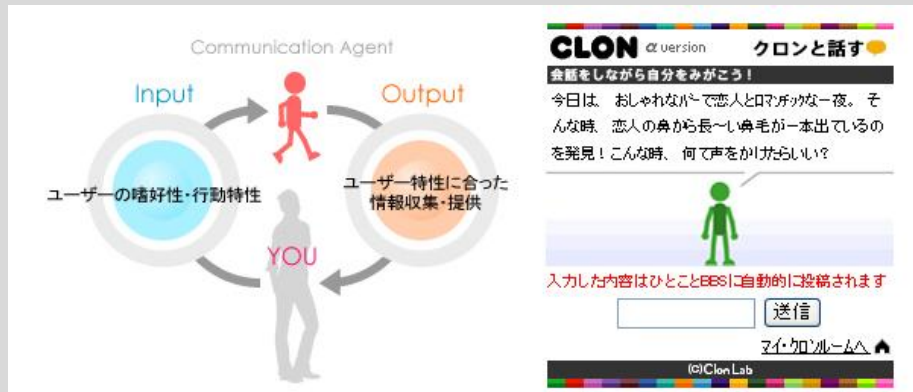 Communication Agent
Input
Output
ユーザーの嗜好性・行動特性
ユーザー特性に合った
情報収集・提供
YOU
CLON α version クロンと話す
会話をしながら自分をみがこう！
今日は、おしゃれなバーで恋人とロマンチックな一夜。そ
んな時、恋人の鼻から長〜い鼻毛が一本出ているの
を発見！こんな時、何て声をかけたらいい？
入力した内容はひとことBBSに自動的に投稿されます
送信
マイ・クロンルームへ
(C)Clon Lab